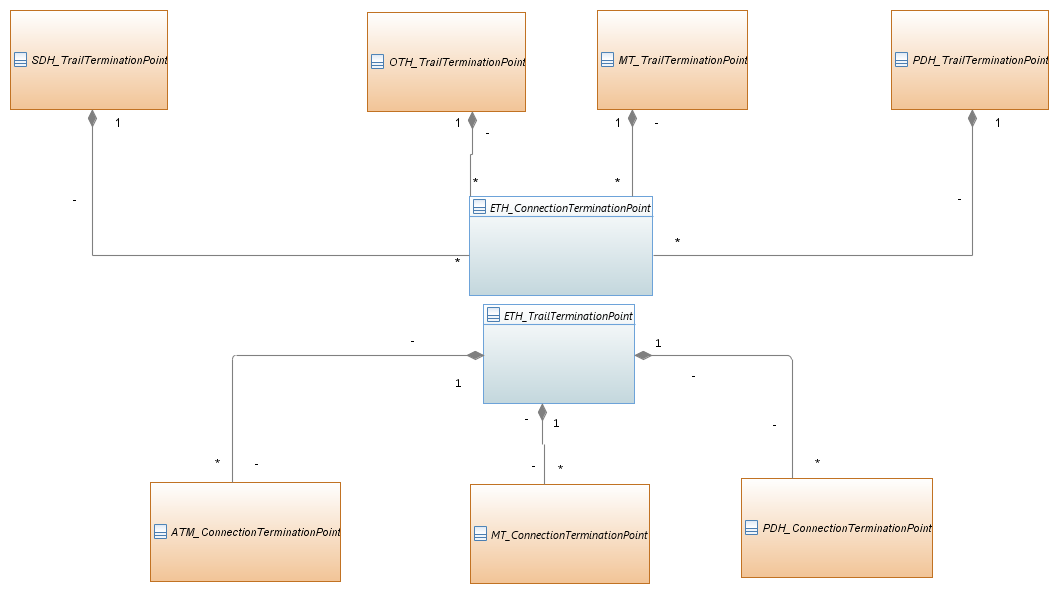 SDH_TrailTerminationPoint
OTH_TrailTerminationPoint
MT_TrailTerminationPoint
PDH_TrailTerminationPoint
1
1
-
1
-
1
*
*
-
-
ETH_ConnectionTerminationPoint
*
*
ETH_TrailTerminationPoint
-
1
1
-
-
1
-
*
-
-
*
*
ATM_ConnectionTerminationPoint
MT_ConnectionTerminationPoint
PDH_ConnectionTerminationPoint